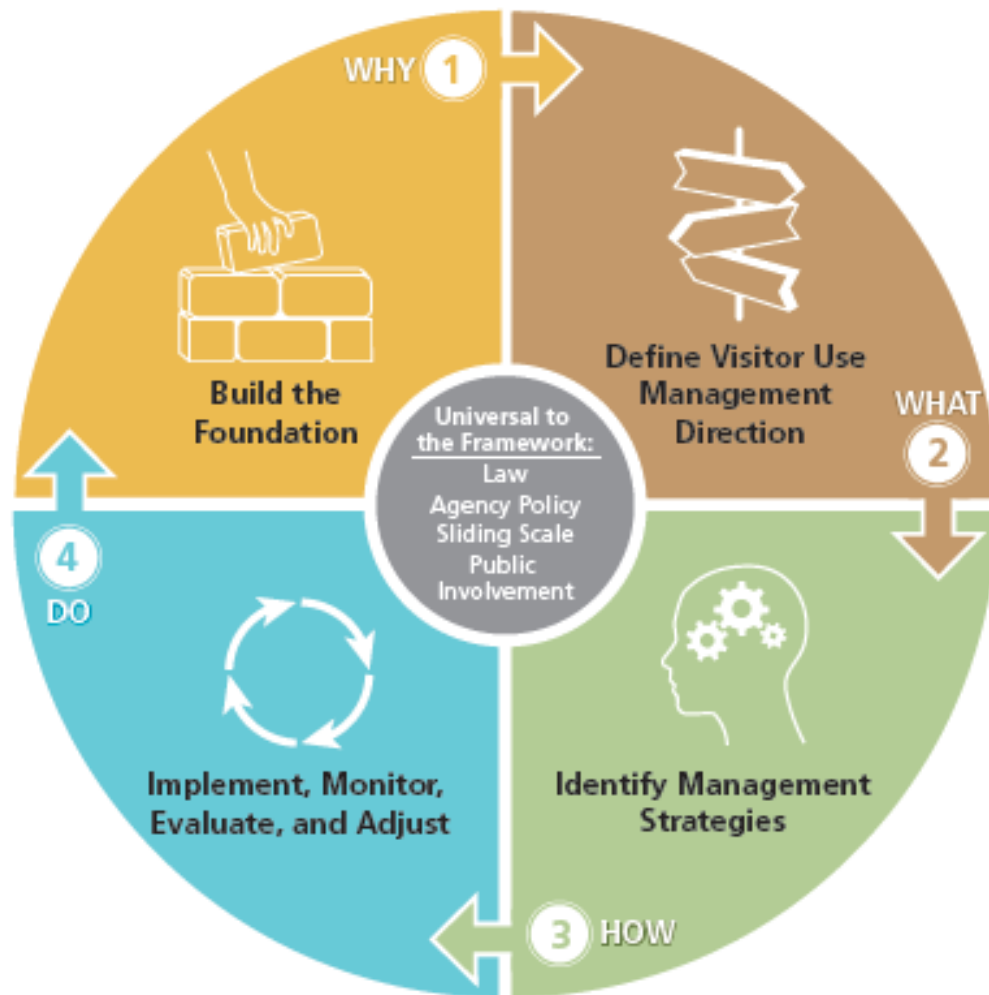 WHY 1
Build the
Foundation
Define Visitor Use
Management
Direction
WHAT
2
Universal to
the Framework:
Law
Agency Policy
Sliding Scale
Public
Involvement
Identify Management
Strategies
3 HOW
4
DO
Implement, Monitor,
Evaluate, and Adjust